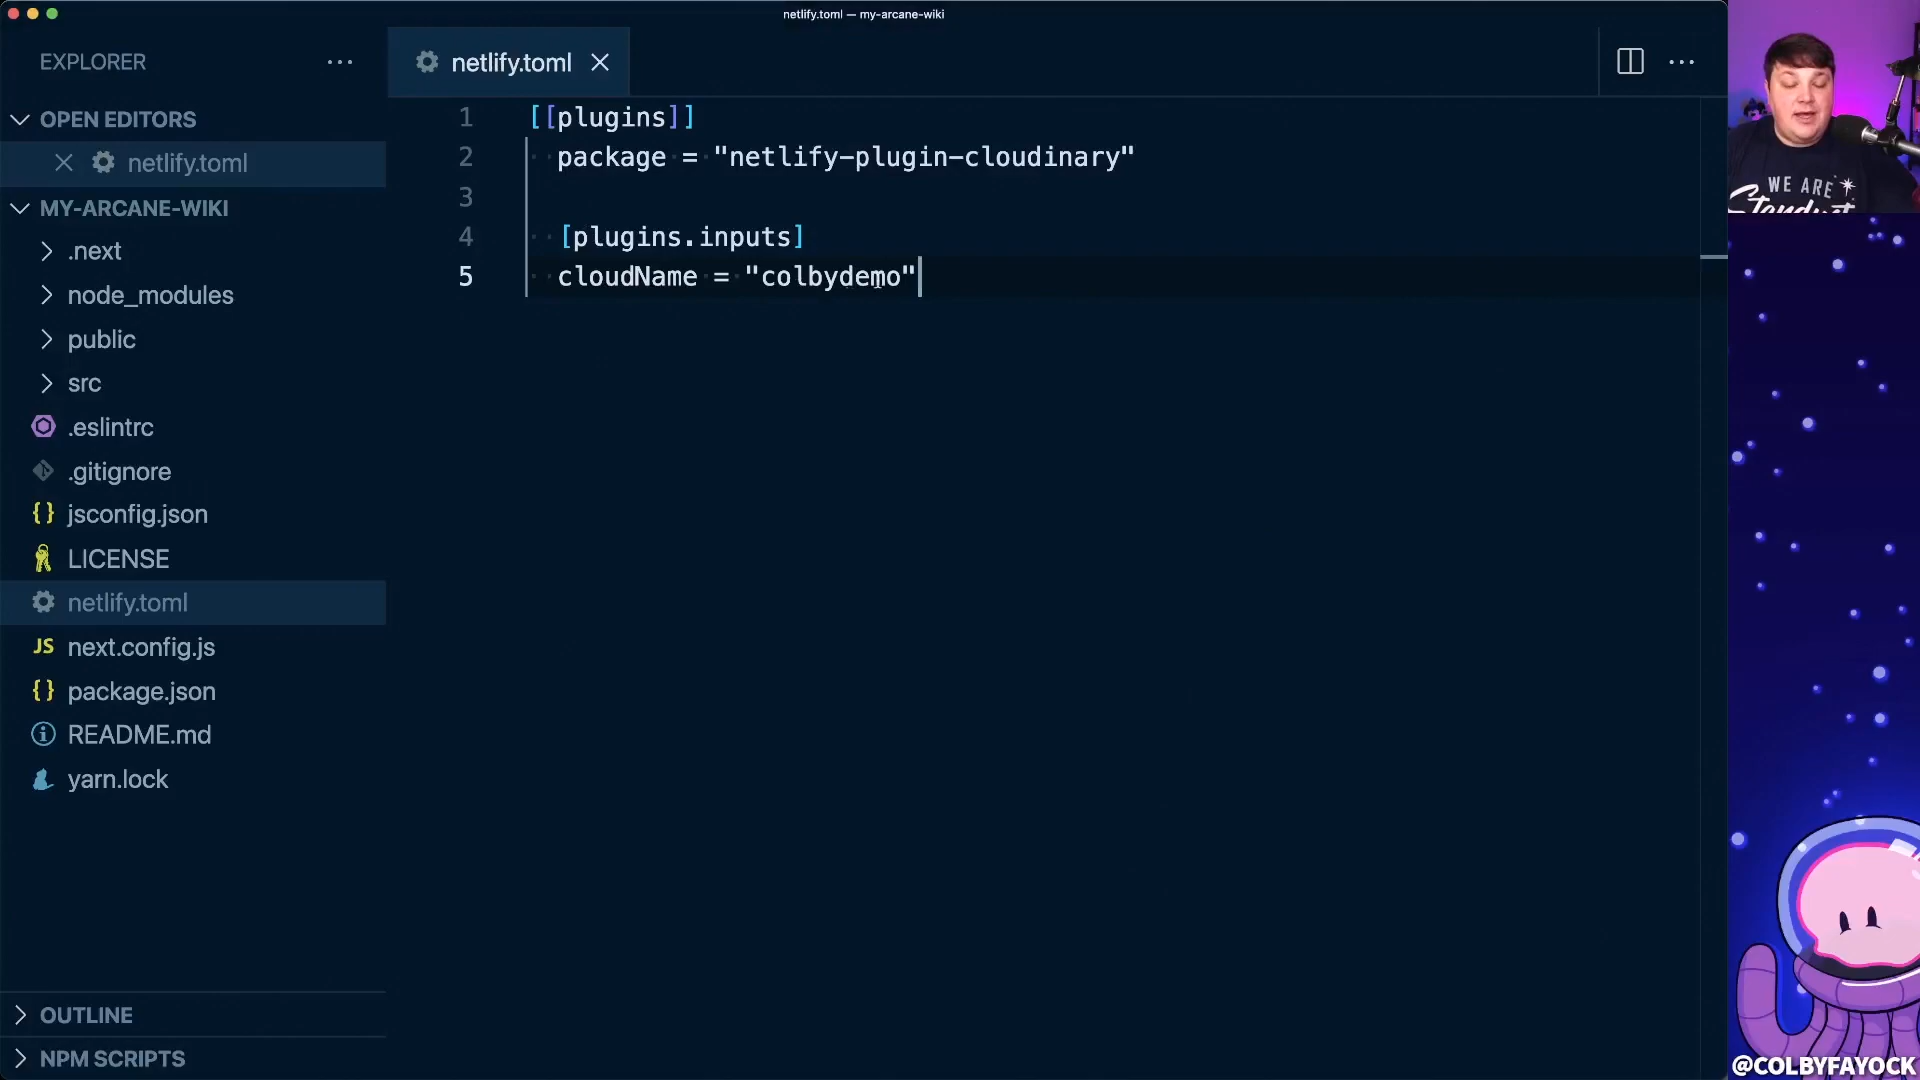 netlify.toml — my-arcane-wiki
EXPLORER
netlify.toml
OPEN EDITORS
netlify.toml
MY-ARCANE-WIKI
.next
node_modules
public
src
.eslintrc
.gitignore
jsconfig.json
LICENSE
netlify.toml
next.config.js
package.json
README.md
yarn.lock
OUTLINE
NPM SCRIPTS
1 [[plugins]]
2 package = "netlify-plugin-cloudinary"
3
4 [plugins.inputs]
5 cloudName = "colbydemo"
WE ARE
Stardust
@COLBYFAYOCK